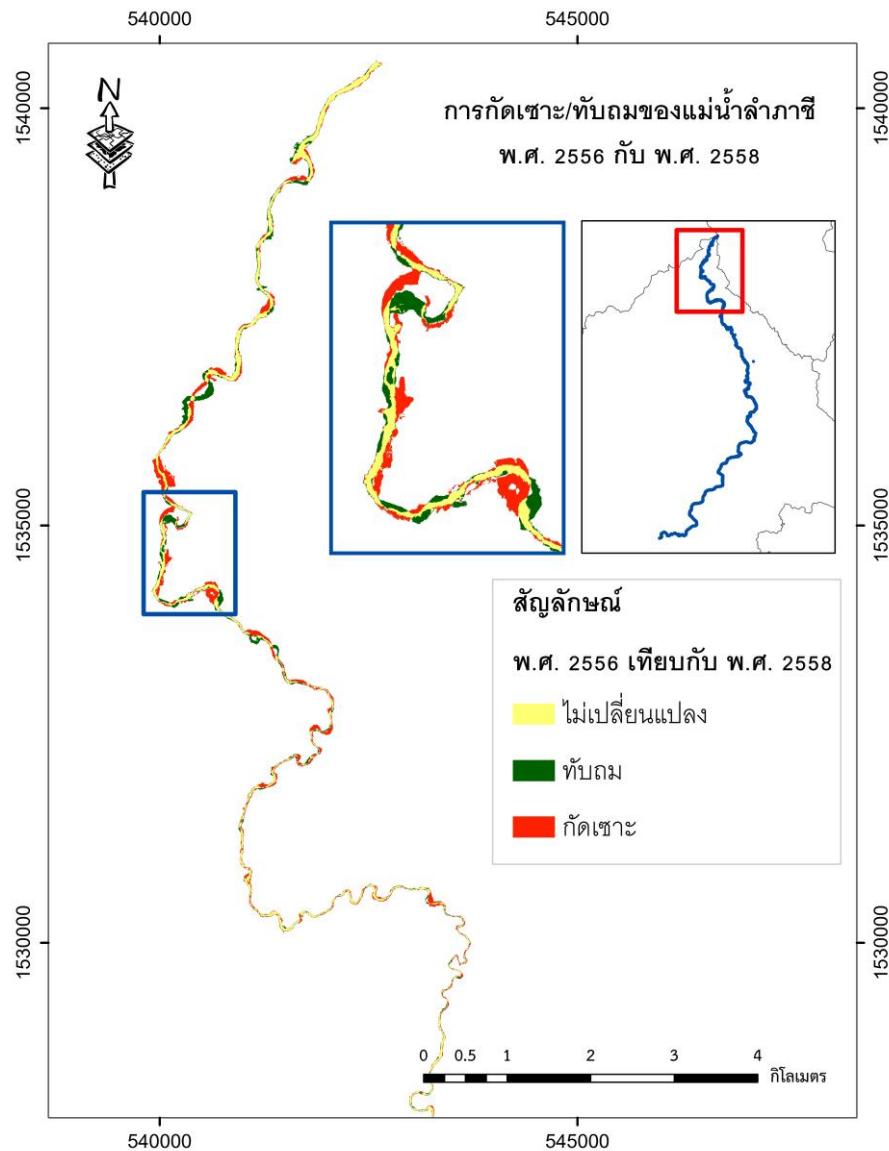 540000 545000
N
การกัดเซาะ/ทับถมของแม่น้ำลำภาชี
พ.ศ. 2556 กับ พ.ศ. 2558
1540000 1540000
1535000 1535000
สัญลักษณ์
พ.ศ. 2556 เทียบกับ พ.ศ. 2558
ไม่เปลี่ยนแปลง
ทับถม
กัดเซาะ
1530000 1530000
0 0.5 1 2 3 4
กิโลเมตร
540000 545000